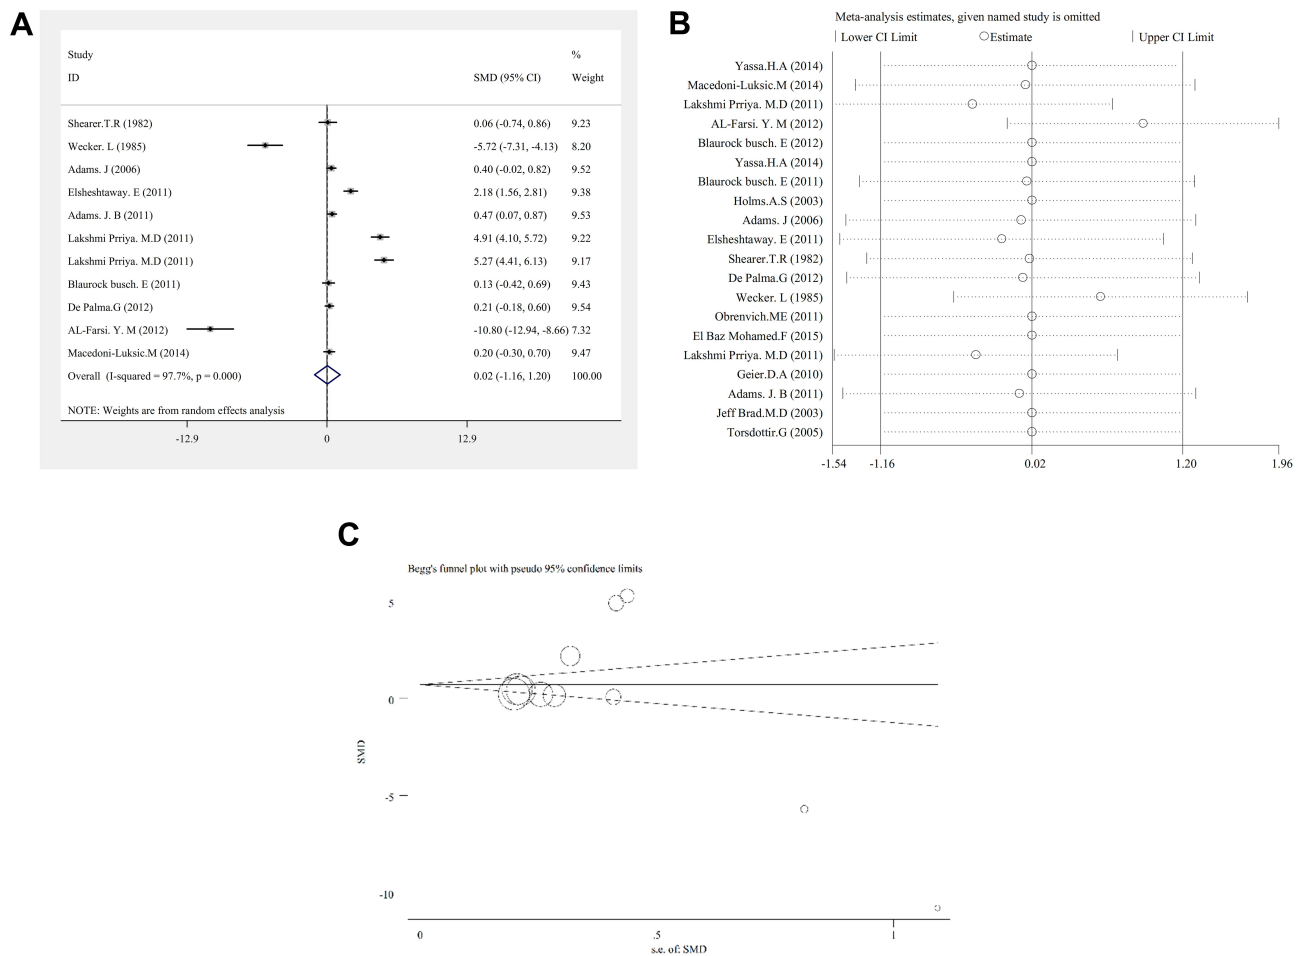 A
Study %
ID SMD (95% CI) Weight
Shearer.T.R (1982) 0.06 (-0.74, 0.86) 9.23
Wecker. L (1985) -5.72 (-7.31, -4.13) 8.20
Adams. J (2006) 0.40 (-0.02, 0.82) 9.52
Elsheshtaway. E (2011) 2.18 (1.56, 2.81) 9.38
Adams. J. B (2011) 0.47 (0.07, 0.87) 9.53
Lakshmi Prriya. M.D (2011) 4.91 (4.10, 5.72) 9.22
Lakshmi Prriya. M.D (2011) 5.27 (4.41, 6.13) 9.17
Blaurock busch. E (2011) 0.13 (-0.42, 0.69) 9.43
De Palma.G (2012) 0.21 (-0.18, 0.60) 9.54
AL-Farsi. Y. M (2012) -10.80 (-12.94, -8.66) 7.32
Macedoni-Luksic.M (2014) 0.20 (-0.30, 0.70) 9.47
Overall (I-squared = 97.7%, p = 0.000) 0.02 (-1.16, 1.20) 100.00
NOTE: Weights are from random effects analysis
-12.9 0 12.9
B
Meta-analysis estimates, given named study is omitted
Lower CI Limit Estimate Upper CI Limit
Yassa.H.A (2014)
Macedoni-Luksic.M (2014)
Lakshmi Prriya. M.D (2011)
AL-Farsi. Y. M (2012)
Blaurock busch. E (2012)
Yassa.H.A (2014)
Blaurock busch. E (2011)
Holms.A.S (2003)
Adams. J (2006)
Elsheshtaway. E (2011)
Shearer.T.R (1982)
De Palma.G (2012)
Wecker. L (1985)
Obrenvich.ME (2011)
El Baz Mohamed.F (2015)
Lakshmi Prriya. M.D (2011)
Geier.D.A (2010)
Adams. J. B (2011)
Jeff Brad.M.D (2003)
Torsdottir.G (2005)
-1.54 -1.16 0.02 1.20 1.96
C
Begg's funnel plot with pseudo 95% confidence limits
5
0
SMD
-5
-10
0 .5 1
s.e. of: SMD